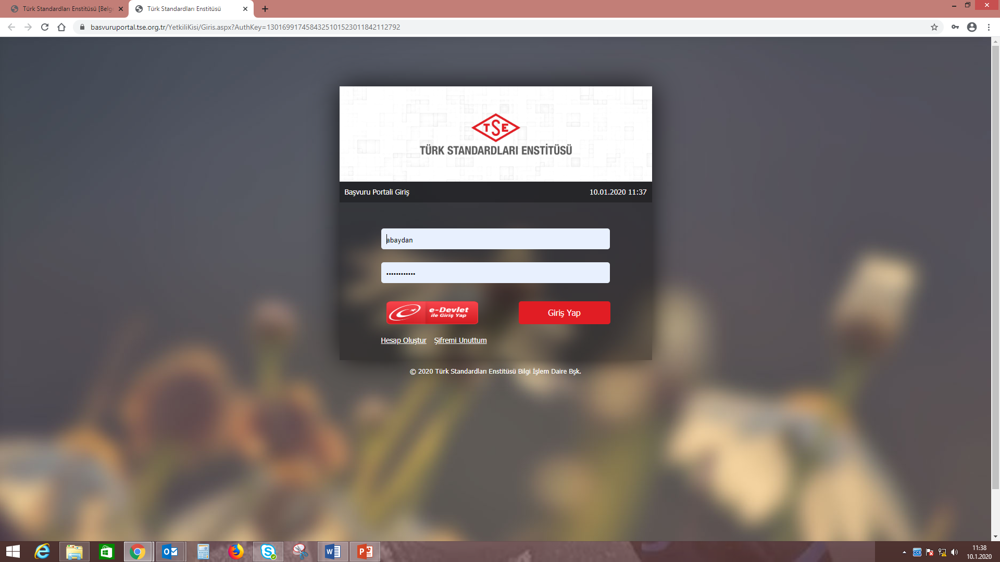 Türk Standardları Enstitüsü [Belg
Türk Standardları Enstitüsü
basvuruportal.tse.org.tr/YetkiliKisi/Giris.aspx?AuthKey=13016991745843251015230118421127​92
TSE
TÜRK STANDARDLARI ENSTİTÜSÜ
Başvuru Portali Giriş
10.01.2020 11:37
abaydan
e-Devlet
ile Giriş Yap
Giriş Yap
Hesap Oluştur
Şifremi Unuttum
© 2020 Türk Standardları Enstitüsü Bilgi İşlem Daire Bşk.
11:38
10.1.2020